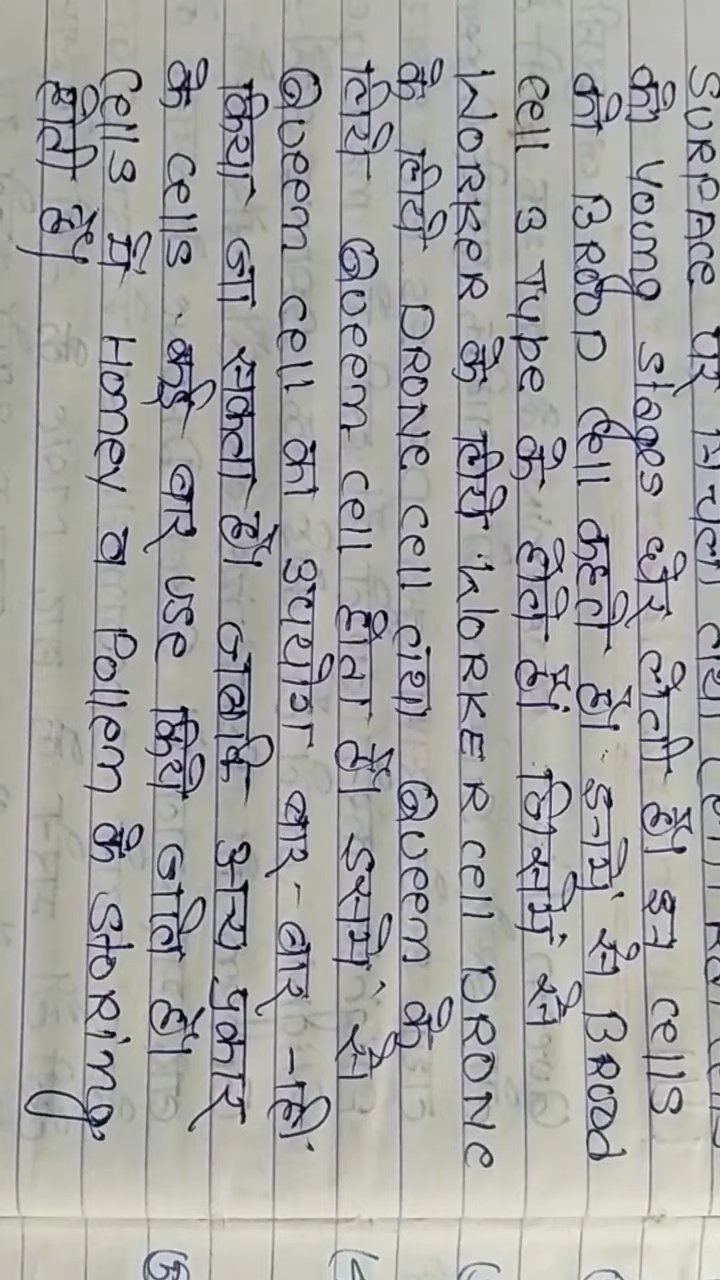 SURFACE पर
की young stages घेर लेती है। इन cells
को BROOD Cell कहते है। इनमें से BROOD
Cell 3 Type के होते है। जिसमें से
WORKER के लिये WORKER cell DRONE
के लिये DRONE cell तथा Queen के
लिये Queen cell होता है। इसमें से
Queen cell का उपयोग बार-बार नहीं
किया जा सकता है। जबकि अन्य प्रकार
के cells कई बार use किये जाते है।
Cells में Honey व Pollen के storing
होती है।